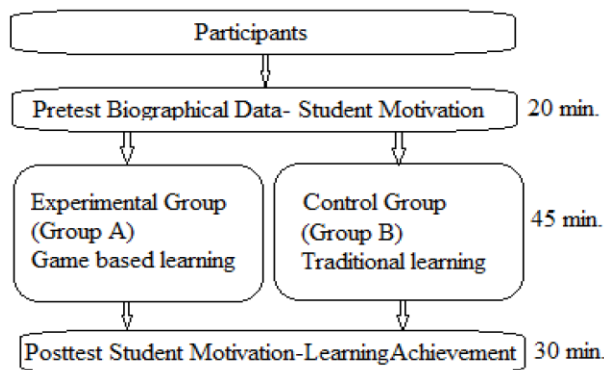 Participants
Pretest Biographical Data- Student Motivation
20 min.
Experimental Group
(Group A)
Game based learning
Control Group
(Group B)
Traditional learning
45 min.
Posttest Student Motivation-LearningAchievement
30 min.